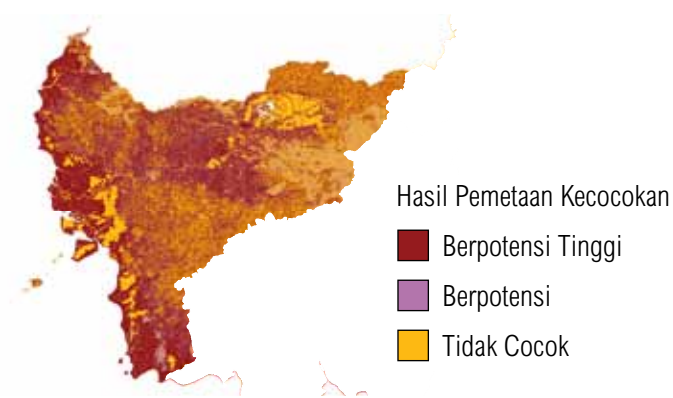 Hasil Pemetaan Kecocokan
Berpotensi Tinggi
Berpotensi
Tidak Cocok